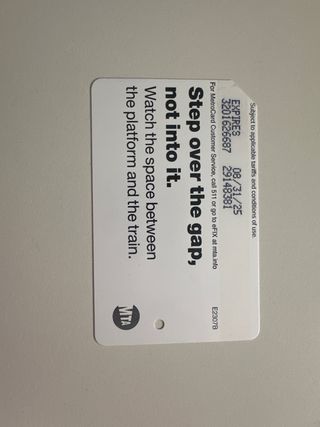 Subject to applicable tariffs and conditions of use.
EXPIRES 08/31/25
3201626687 29148381
For MetroCard Customer Service, call 511 or go to eFIX at mta.info
E2307B
Step over the gap,
not into it.
Watch the space between
the platform and the train.
MTA